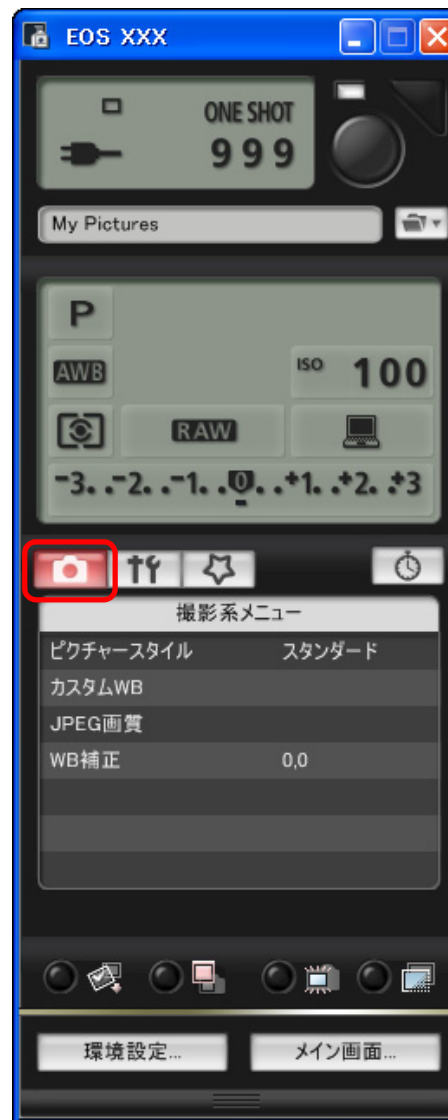 EOS XXX
ONE SHOT
999
My Pictures
P
AWB
ISO 100
RAW
-3. .-2. .-1. .0. .+1. .+2. .+3
撮影系メニュー
ピクチャースタイル スタンダード
カスタムWB
JPEG画質
WB補正 0,0
環境設定... メイン画面...